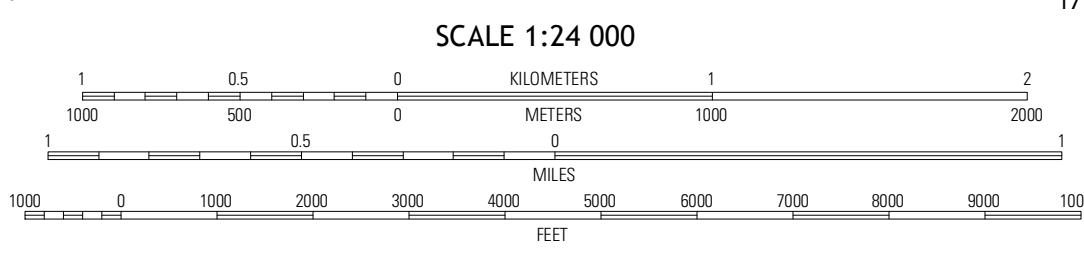 17
SCALE 1:24 000
1 0.5 0 KILOMETERS 1 2
1000 500 0 METERS 1000 2000
1 0.5 0 1
MILES
1000 0 1000 2000 3000 4000 5000 6000 7000 8000 9000 100
FEET